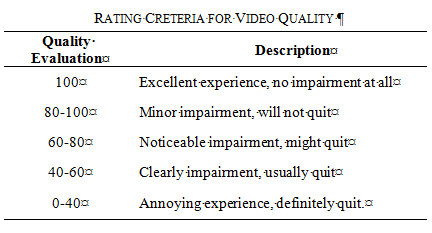 RATING CRETERIA FOR VIDEO QUALITY ¶
Quality·
Evaluation¤ Description¤
100¤ Excellent·experience,·no·impairment·at·all¤
80-100¤ Minor·impairment,·will·not·quit¤
60-80¤ Noticeable·impairment,·might·quit¤
40-60¤ Clearly·impairment,·usually·quit¤
0-40¤ Annoying·experience,·definitely·quit.¤